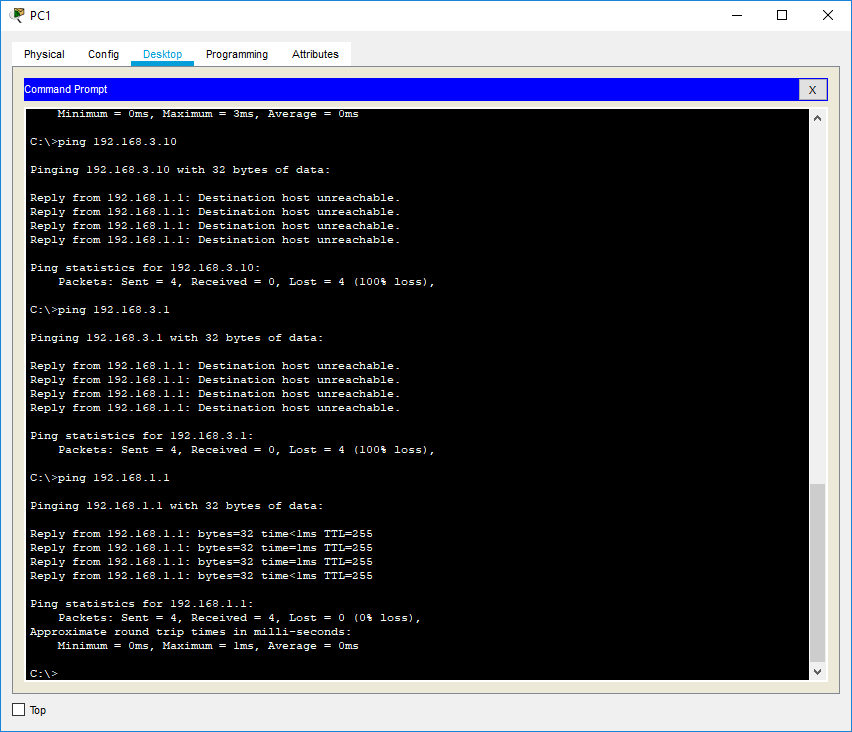 PC1
Physical Config Desktop Programming Attributes
Command Prompt
X
Minimum = 0ms, Maximum = 3ms, Average = 0ms
C:\>ping 192.168.3.10
Pinging 192.168.3.10 with 32 bytes of data:
Reply from 192.168.1.1: Destination host unreachable.
Reply from 192.168.1.1: Destination host unreachable.
Reply from 192.168.1.1: Destination host unreachable.
Reply from 192.168.1.1: Destination host unreachable.
Ping statistics for 192.168.3.10:
Packets: Sent = 4, Received = 0, Lost = 4 (100% loss),
C:\>ping 192.168.3.1
Pinging 192.168.3.1 with 32 bytes of data:
Reply from 192.168.1.1: Destination host unreachable.
Reply from 192.168.1.1: Destination host unreachable.
Reply from 192.168.1.1: Destination host unreachable.
Reply from 192.168.1.1: Destination host unreachable.
Ping statistics for 192.168.3.1:
Packets: Sent = 4, Received = 0, Lost = 4 (100% loss),
C:\>ping 192.168.1.1
Pinging 192.168.1.1 with 32 bytes of data:
Reply from 192.168.1.1: bytes=32 time<1ms TTL=255
Reply from 192.168.1.1: bytes=32 time=1ms TTL=255
Reply from 192.168.1.1: bytes=32 time=1ms TTL=255
Reply from 192.168.1.1: bytes=32 time<1ms TTL=255
Ping statistics for 192.168.1.1:
Packets: Sent = 4, Received = 4, Lost = 0 (0% loss),
Approximate round trip times in milli-seconds:
Minimum = 0ms, Maximum = 1ms, Average = 0ms
C:\>
Top